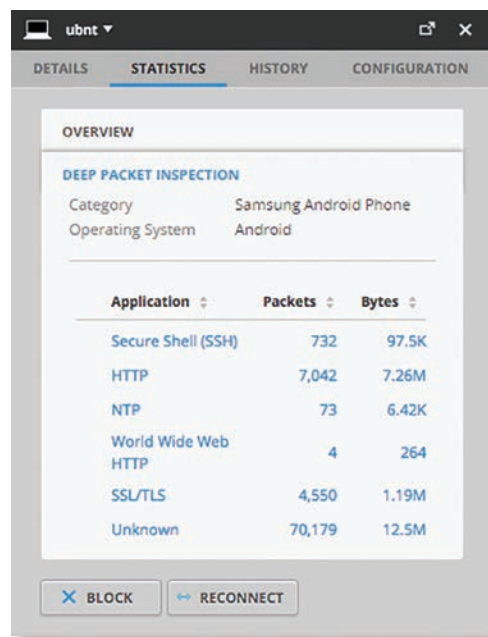 ubnt
DETAILS STATISTICS HISTORY CONFIGURATION
OVERVIEW
DEEP PACKET INSPECTION
Category Samsung Android Phone
Operating System Android
Application Packets Bytes
Secure Shell (SSH) 732 97.5K
HTTP 7,042 7.26M
NTP 73 6.42K
World Wide Web
HTTP 4 264
SSL/TLS 4,550 1.19M
Unknown 70,179 12.5M
BLOCK RECONNECT